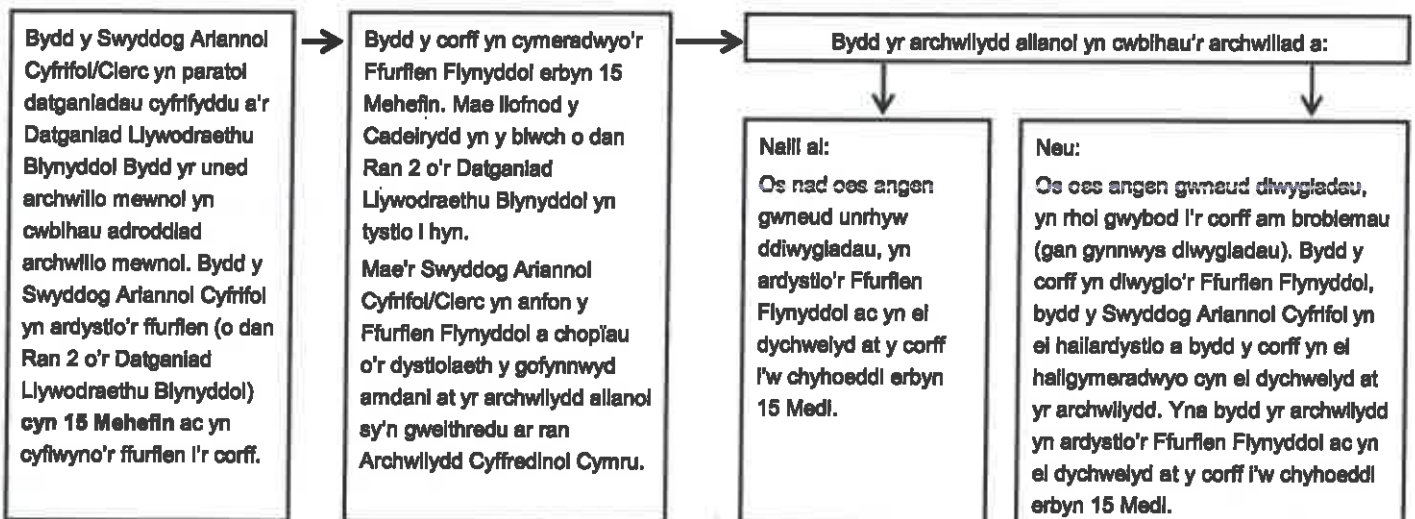 Bydd y Swyddog Ariannol
Cyfrifol/Clerc yn paratoi
datganiadau cyfrifyddu a'r
Datganiad Llywodraethu
Blynyddol Bydd yr uned
archwilio mewnol yn
cwblhau adroddiad
archwilio mewnol. Bydd y
Swyddog Ariannol Cyfrifol
yn ardystio'r ffurflen (o dan
Ran 2 o'r Datganiad
Llywodraethu Blynyddol)
cyn 15 Mehefin ac yn
cyflwyno'r ffurflen i'r corff.
Bydd y corff yn cymeradwyo'r
Ffurflen Flynyddol erbyn 15
Mehefin. Mae llofnod y
Cadeirydd yn y blwch o dan
Ran 2 o'r Datganiad
Llywodraethu Blynyddol yn
tystio i hyn.
Mae'r Swyddog Ariannol
Cyfrifol/Clerc yn anfon y
Ffurflen Flynyddol a chopïau
o'r dystiolaeth y gofynnwyd
amdani at yr archwilydd allanol
sy'n gweithredu ar ran
Archwilydd Cyffredinol Cymru.
Bydd yr archwilydd allanol yn cwblhau'r archwiliad a:
Naill ai:
Os nad oes angen
gwneud unrhyw
ddiwygiadau, yn
ardystio'r Ffurflen
Flynyddol ac yn ei
dychwelyd at y corff
i'w chyhoeddi erbyn
15 Medi.
Neu:
Os oes angen gwneud diwygiadau,
yn rhoi gwybod i'r corff am broblemau
(gan gynnwys diwygiadau). Bydd y
corff yn diwygio'r Ffurflen Flynyddol,
bydd y Swyddog Ariannol Cyfrifol yn
ei hailardystio a bydd y corff yn ei
hailgymeradwyo cyn ei dychwelyd at
yr archwilydd. Yna bydd yr archwilydd
yn ardystio'r Ffurflen Flynyddol ac yn
ei dychwelyd at y corff i'w chyhoeddi
erbyn 15 Medi.